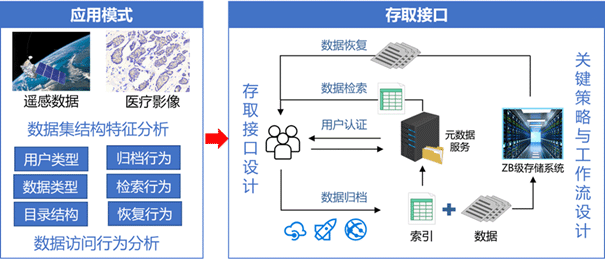 应用模式
遥感数据
医疗影像
数据集结构特征分析
用户类型
归档行为
数据类型
检索行为
目录结构
恢复行为
数据访问行为分析
存取接口
存取接口设计
数据恢复
数据检索
用户认证
元数据
服务
数据归档
索引
数据
ZB级存储系统
关键策略与工作流设计